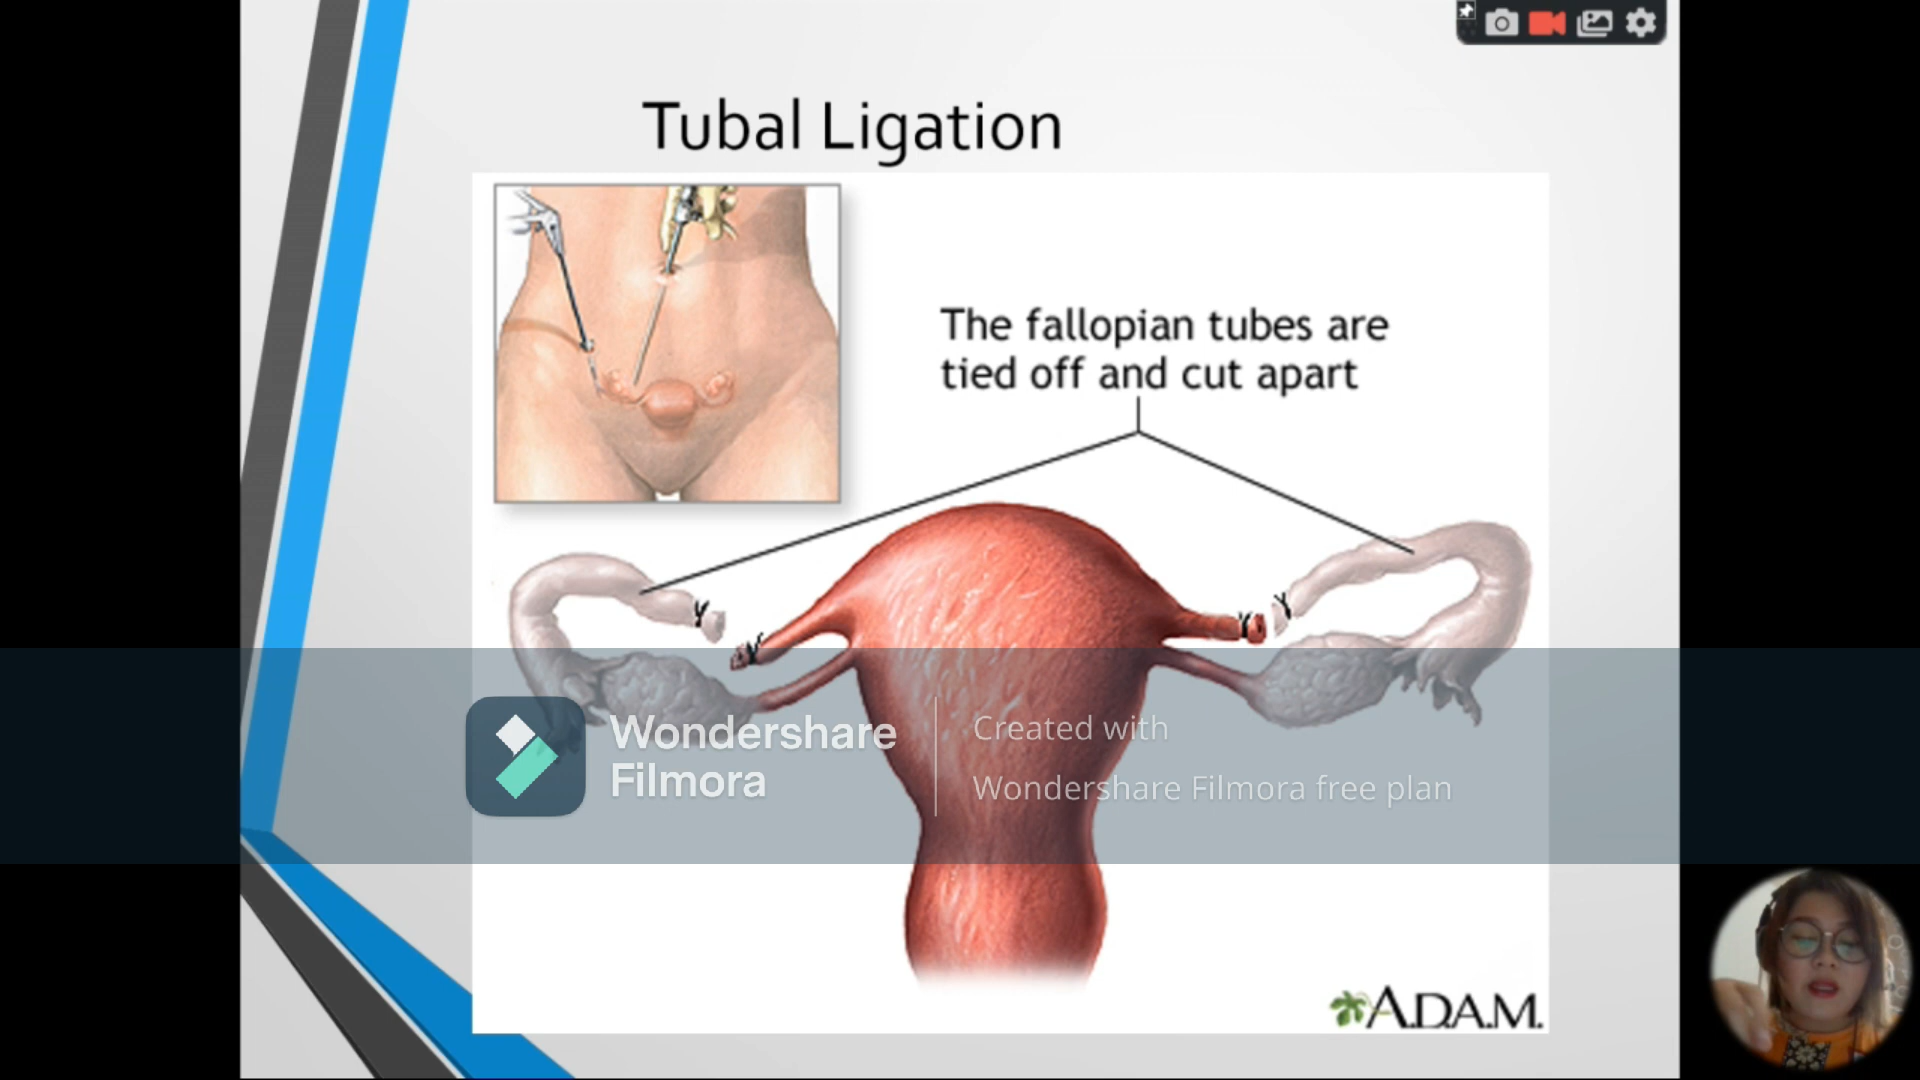 Tubal Ligation
The fallopian tubes are
tied off and cut apart
Wondershare
Filmora
Created with
Wondershare Filmora free plan
A.D.A.M.